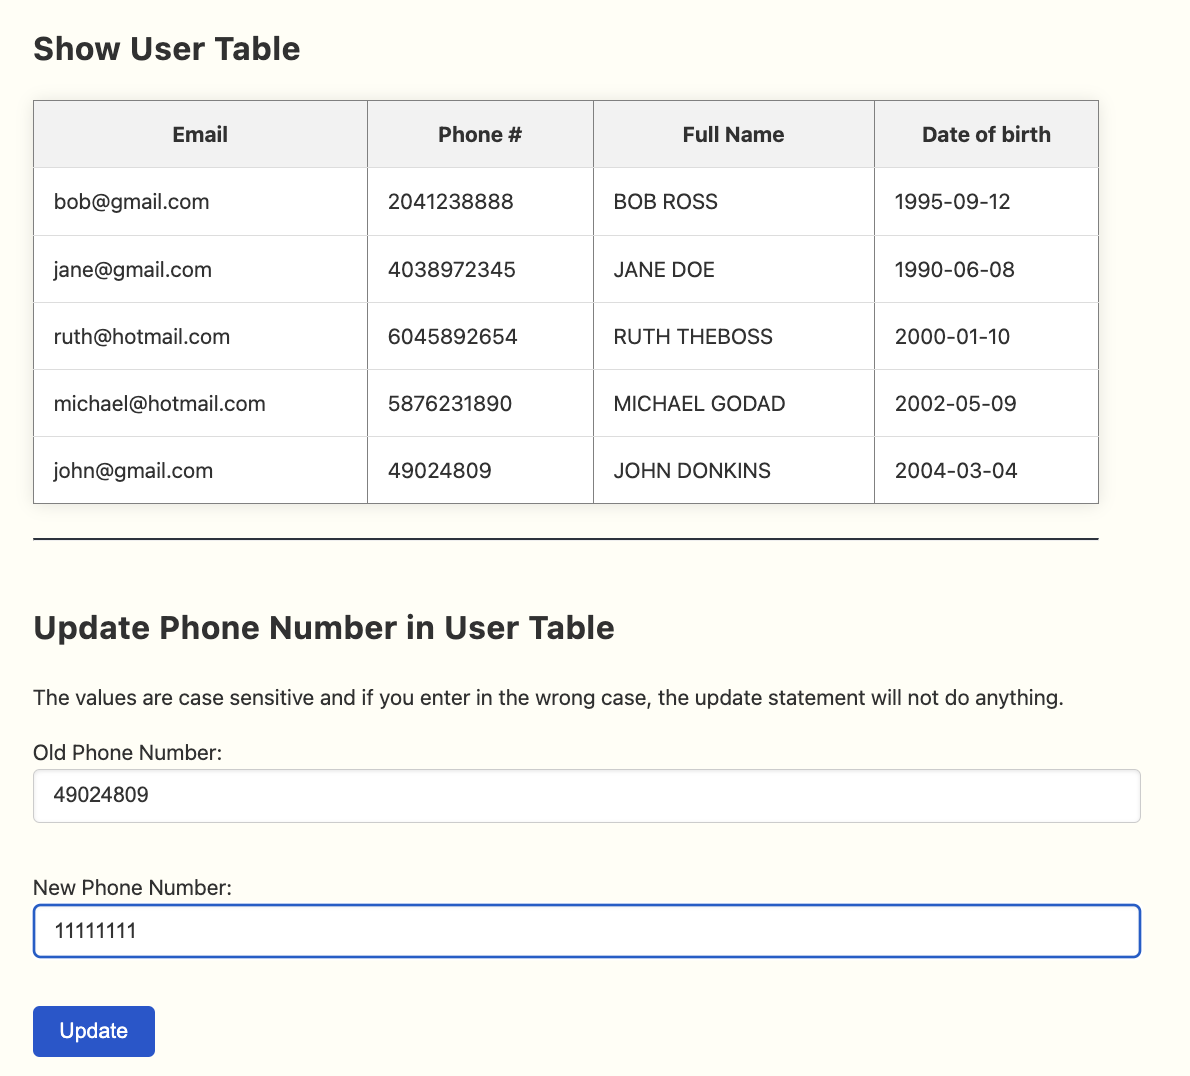 Show User Table
Email Phone # Full Name Date of birth
bob@gmail.com 2041238888 BOB ROSS 1995-09-12
jane@gmail.com 4038972345 JANE DOE 1990-06-08
ruth@hotmail.com 6045892654 RUTH THEBOSS 2000-01-10
michael@hotmail.com 5876231890 MICHAEL GODAD 2002-05-09
john@gmail.com 49024809 JOHN DONKINS 2004-03-04
Update Phone Number in User Table
The values are case sensitive and if you enter in the wrong case, the update statement will not do anything.
Old Phone Number:
49024809
New Phone Number:
11111111
Update